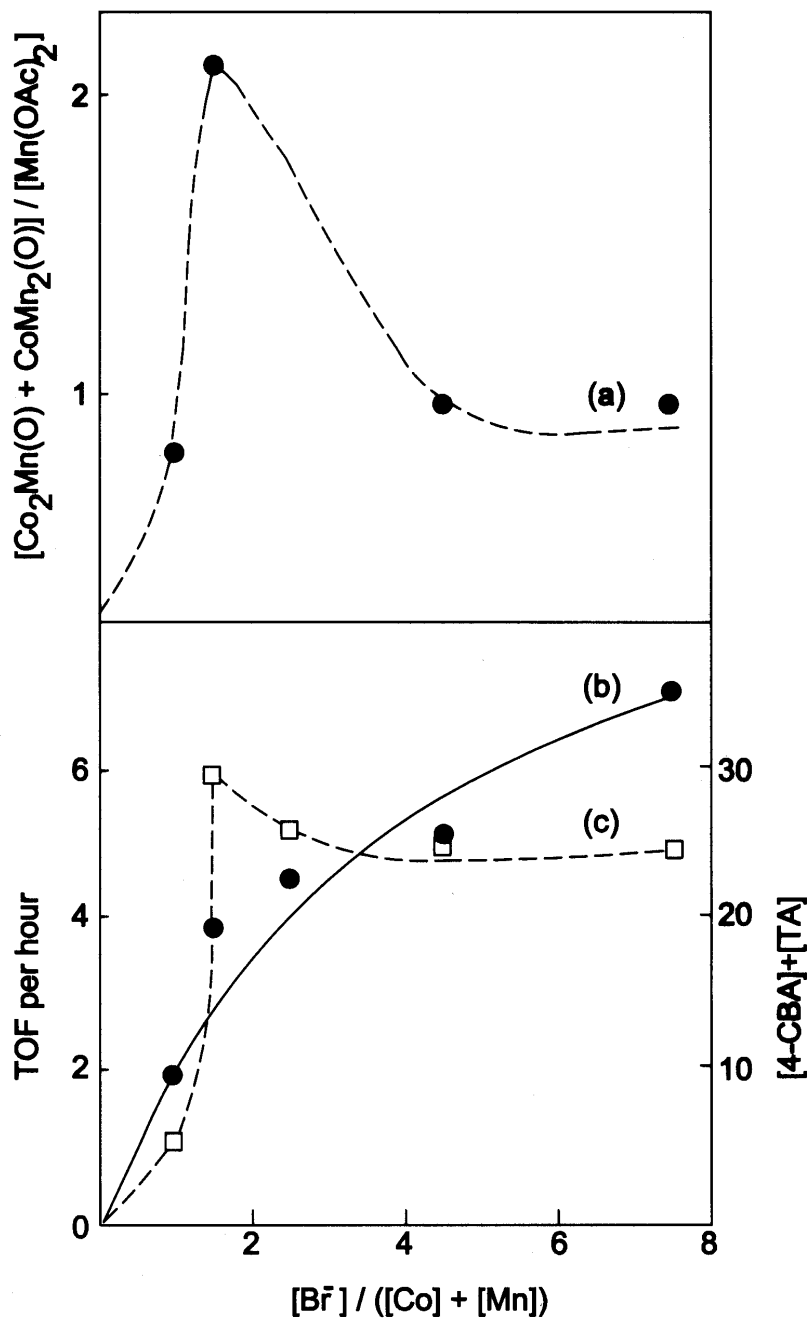 [Co2Mn(O) + CoMn2(O)] / [Mn(OAc)2]
2
1
(a)
TOF per hour
6
4
2
0
(b)
(c)
30
20
10
[4-CBA]+[TA]
2
4
6
8
[Br̄ ] / ([Co] + [Mn])